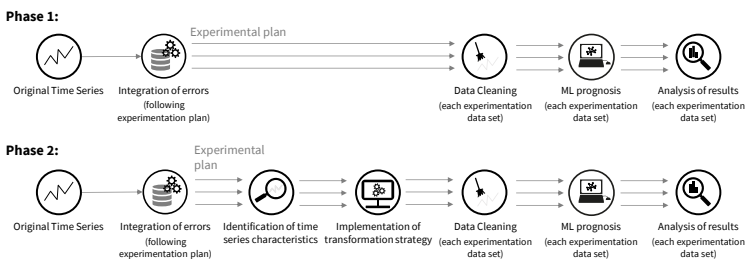 Phase 1:
Experimental plan
Original Time Series
Integration of errors
(following
experimentation plan)
Data Cleaning
(each experimentation
data set)
ML prognosis
(each experimentation
data set)
Analysis of results
(each experimentation
data set)
Phase 2:
Experimental
plan
Original Time Series
Integration of errors
(following
experimentation plan)
Identification of time
series characteristics
Implementation of
transformation strategy
Data Cleaning
(each experimentation
data set)
ML prognosis
(each experimentation
data set)
Analysis of results
(each experimentation
data set)